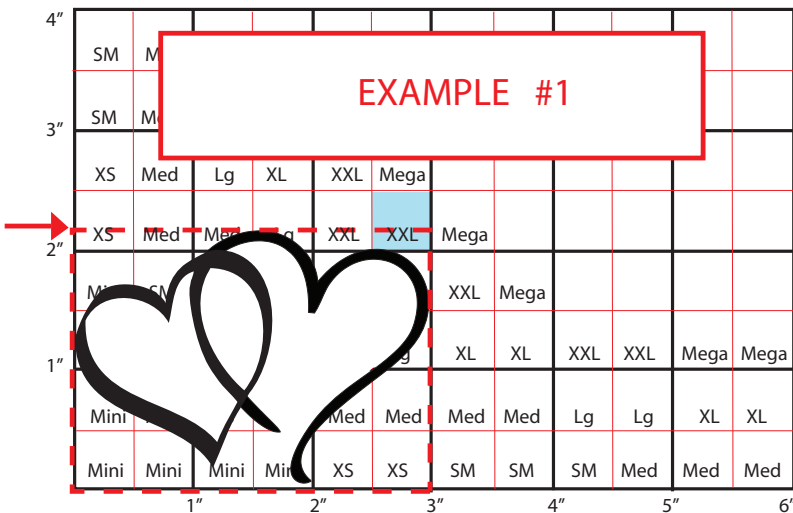 4"
SM
EXAMPLE #1
SM
3"
XS Med Lg XL XXL Mega
XS Med Med XXL XXL Mega
2"
XXL Mega
XL XL XXL XXL Mega Mega
1"
Mini Med Med Med Med Lg Lg XL XL
Mini Mini Mini Mini XS XS SM SM SM Med Med Med
1" 2" 3" 4" 5" 6"